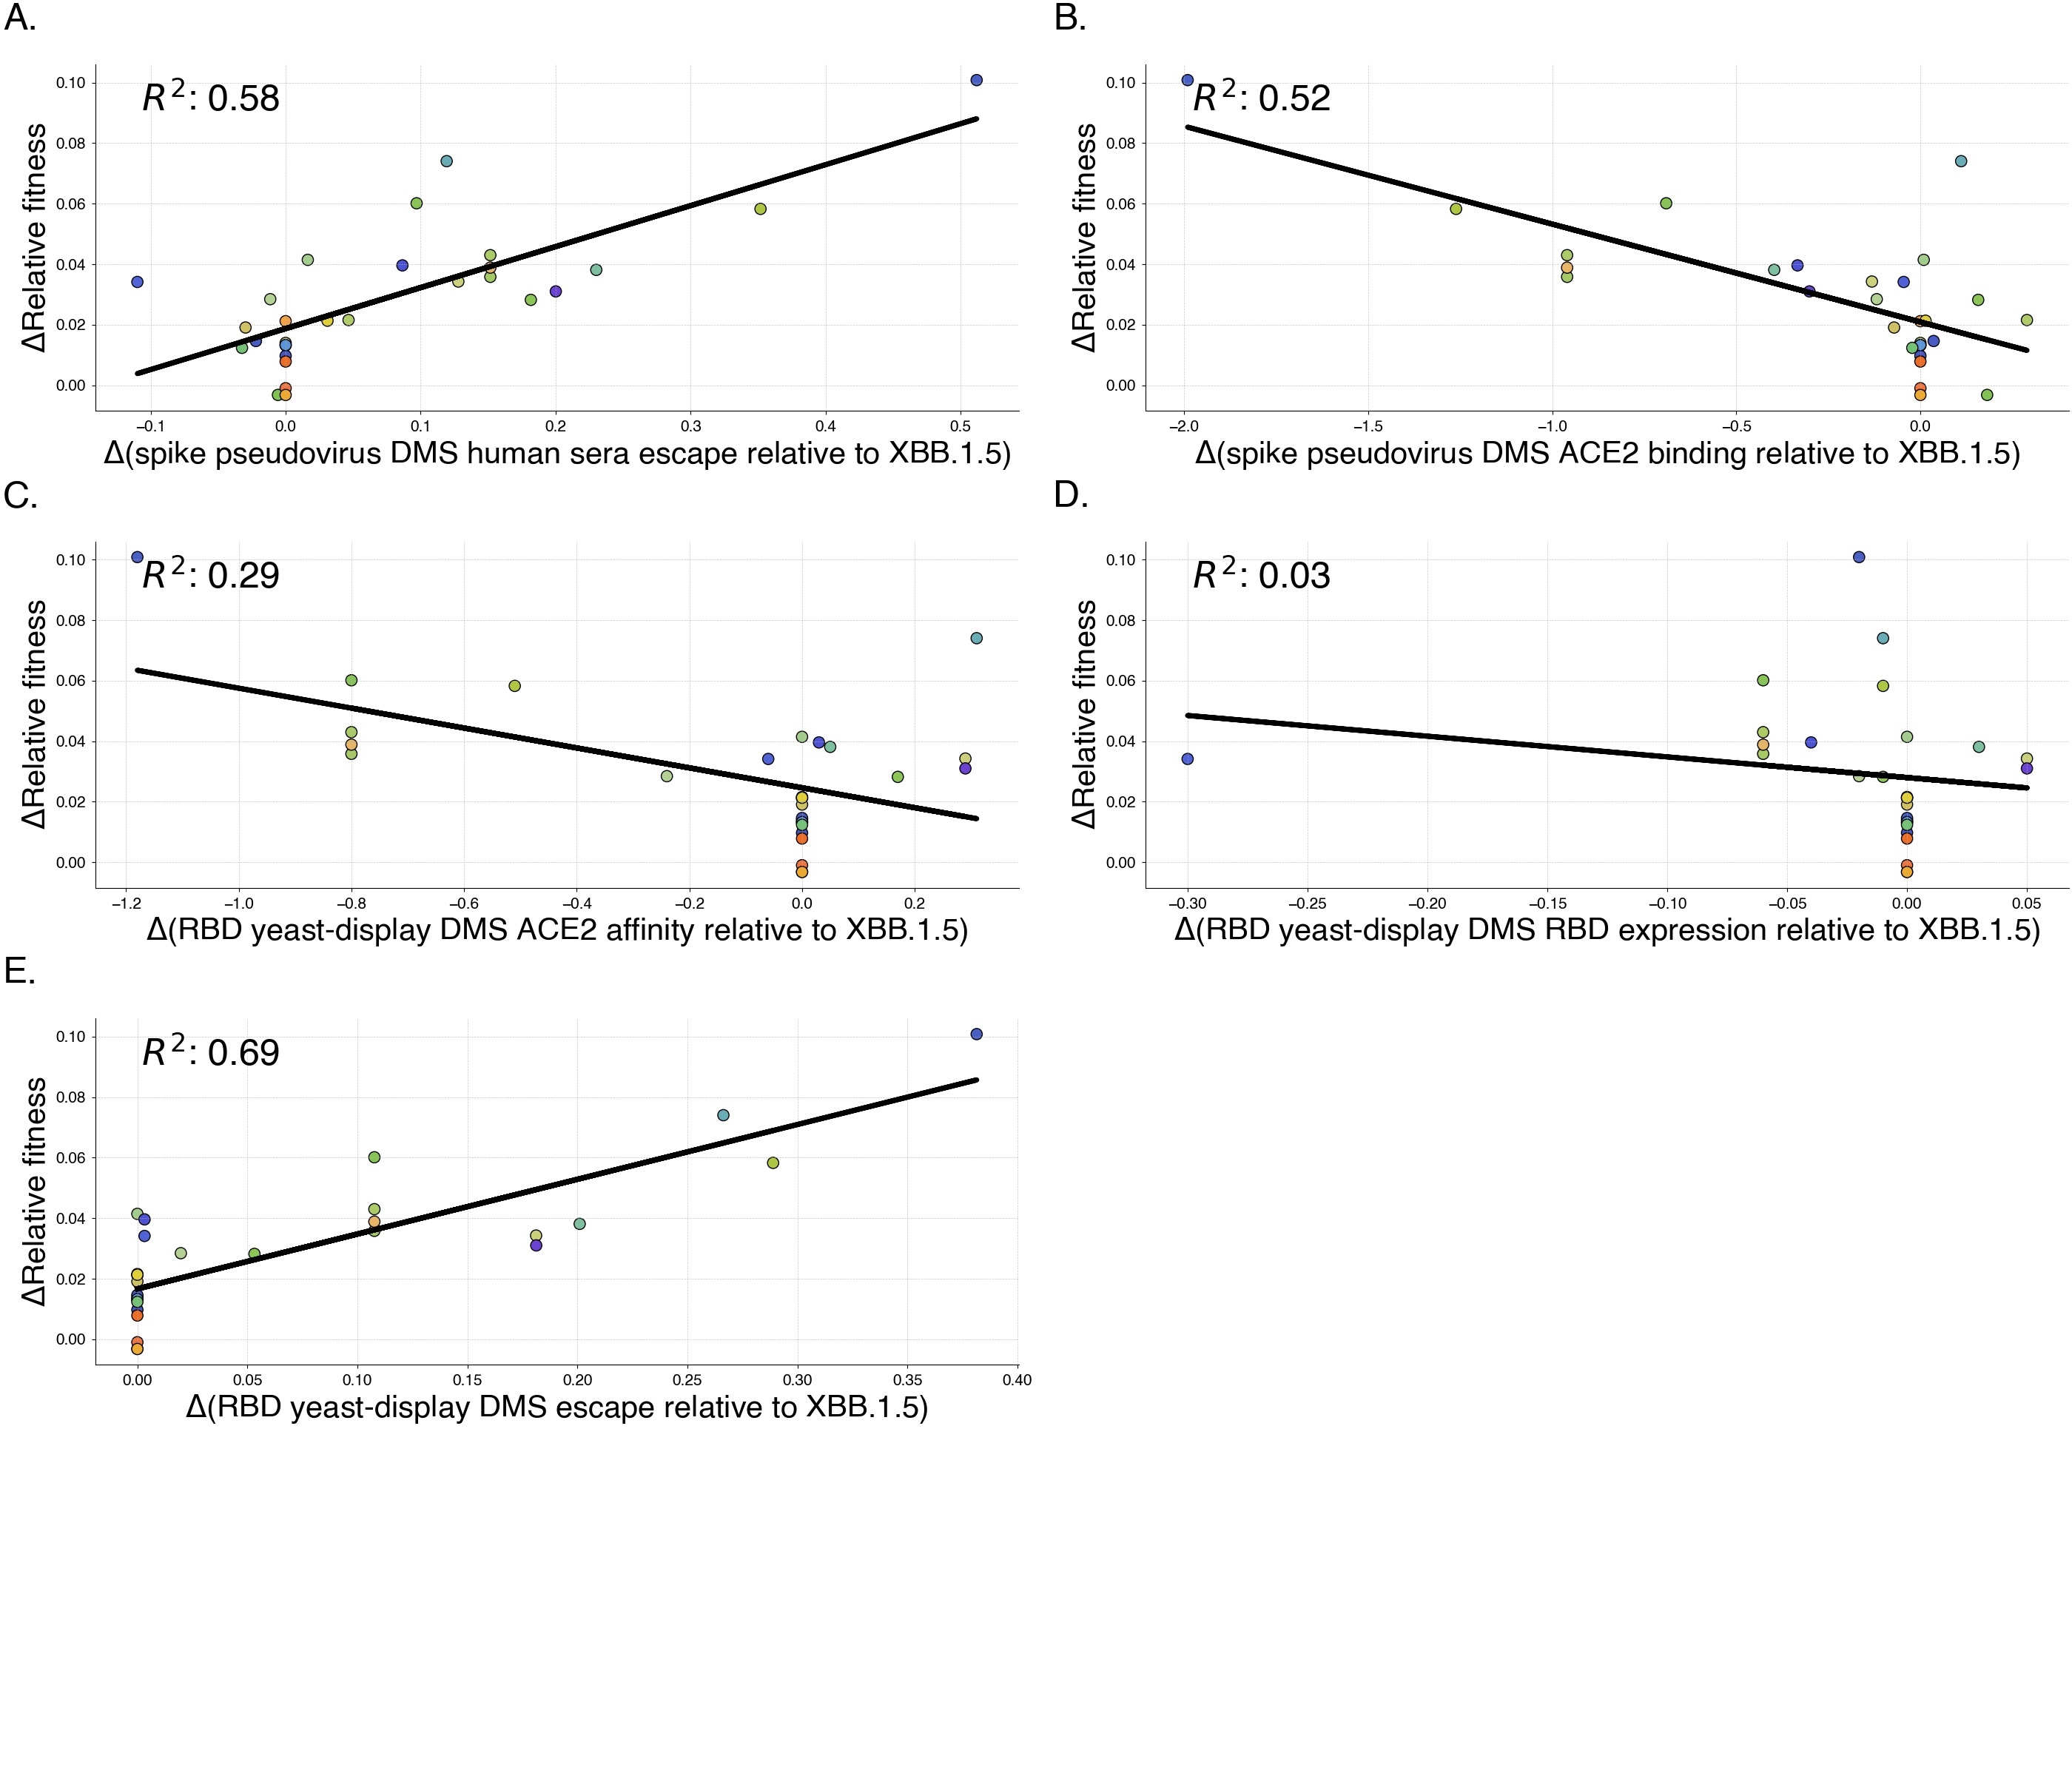 A.
R²: 0.58
ΔRelative fitness
0.10
0.08
0.06
0.04
0.02
0.00
−0.1 0.0 0.1 0.2 0.3 0.4 0.5
Δ(spike pseudovirus DMS human sera escape relative to XBB.1.5)
B.
R²: 0.52
ΔRelative fitness
0.10
0.08
0.06
0.04
0.02
0.00
−2.0 −1.5 −1.0 −0.5 0.0
Δ(spike pseudovirus DMS ACE2 binding relative to XBB.1.5)
C.
R²: 0.29
ΔRelative fitness
0.10
0.08
0.06
0.04
0.02
0.00
−1.2 −1.0 −0.8 −0.6 −0.4 −0.2 0.0 0.2
Δ(RBD yeast-display DMS ACE2 affinity relative to XBB.1.5)
D.
R²: 0.03
ΔRelative fitness
0.10
0.08
0.06
0.04
0.02
0.00
−0.30 −0.25 −0.20 −0.15 −0.10 −0.05 0.00 0.05
Δ(RBD yeast-display DMS RBD expression relative to XBB.1.5)
E.
R²: 0.69
ΔRelative fitness
0.10
0.08
0.06
0.04
0.02
0.00
0.00 0.05 0.10 0.15 0.20 0.25 0.30 0.35 0.40
Δ(RBD yeast-display DMS escape relative to XBB.1.5)